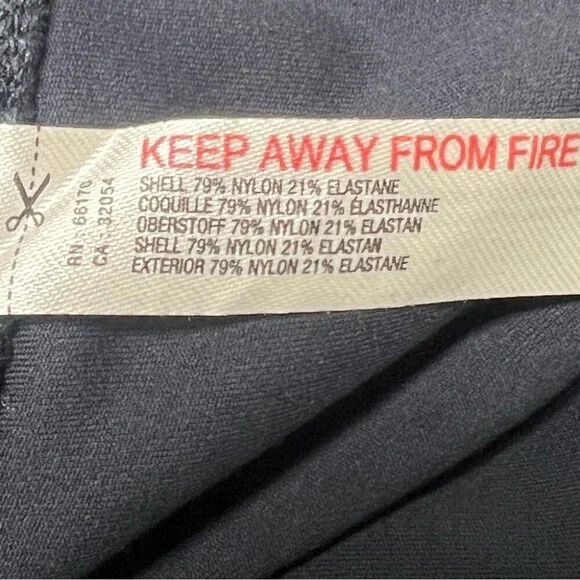 KEEP AWAY FROM FIRE
SHELL 79% NYLON 21% ELASTANE
COQUILLE 79% NYLON 21% ÉLASTHANNE
OBERSTOFF 79% NYLON 21% ELASTAN
SHELL 79% NYLON 21% ELASTAN
EXTERIOR 79% NYLON 21% ELASTANE
RN - 66170
CA - 32054